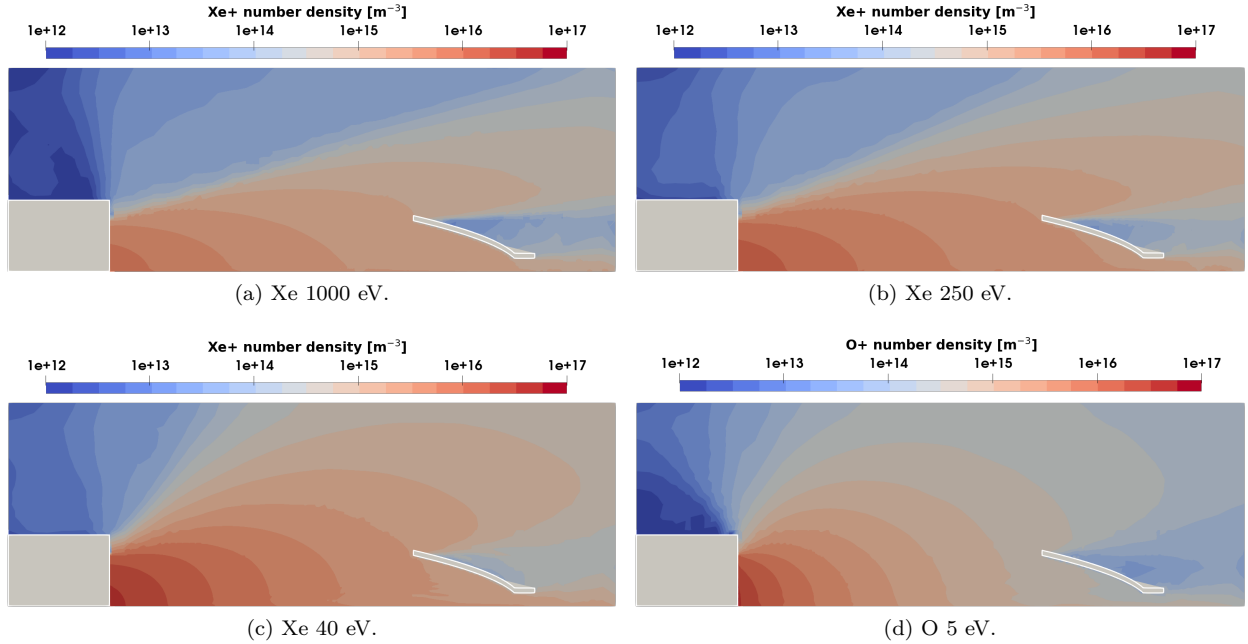 Xe+ number density [m⁻³]
1e+12 1e+13 1e+14 1e+15 1e+16 1e+17
(a) Xe 1000 eV.
Xe+ number density [m⁻³]
1e+12 1e+13 1e+14 1e+15 1e+16 1e+17
(b) Xe 250 eV.
Xe+ number density [m⁻³]
1e+12 1e+13 1e+14 1e+15 1e+16 1e+17
(c) Xe 40 eV.
O+ number density [m⁻³]
1e+12 1e+13 1e+14 1e+15 1e+16 1e+17
(d) O 5 eV.